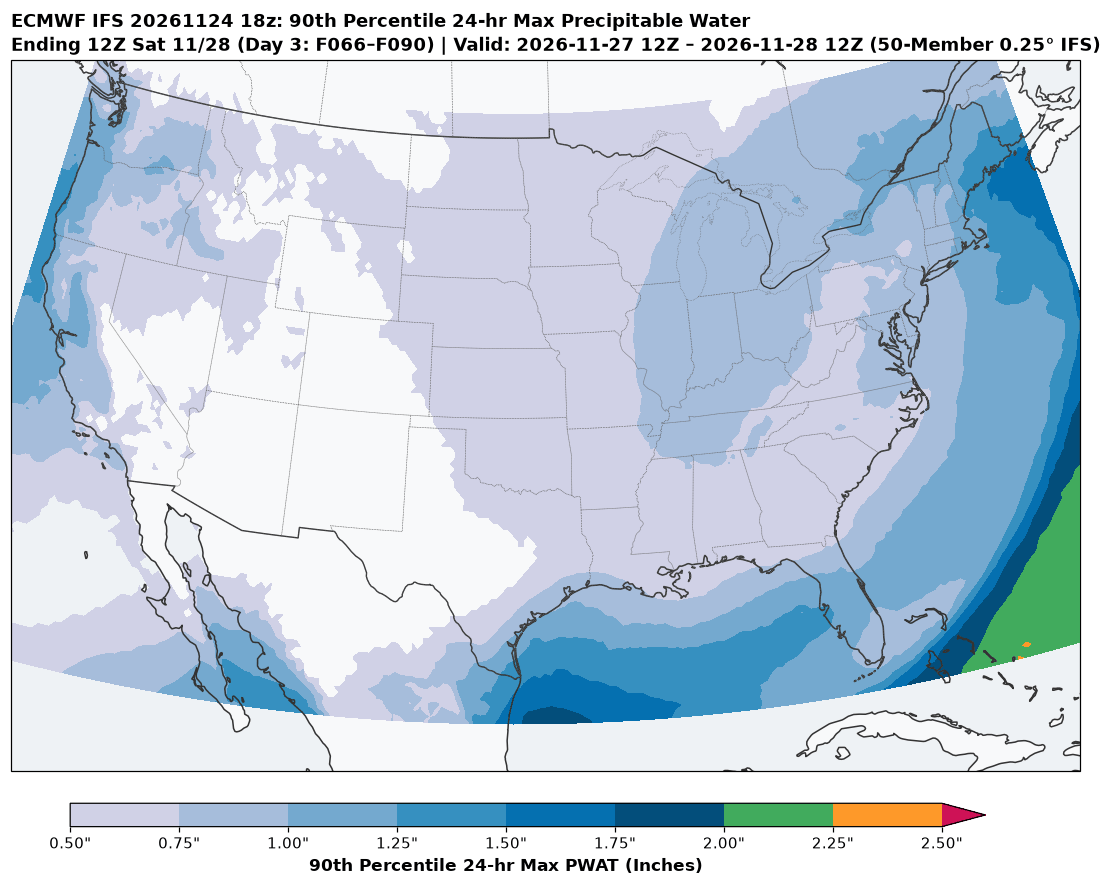 ECMWF IFS 20261124 18z: 90th Percentile 24-hr Max Precipitable Water
Ending 12Z Sat 11/28 (Day 3: F066–F090) | Valid: 2026-11-27 12Z – 2026-11-28 12Z (50-Member 0.25° IFS)
0.50" 0.75" 1.00" 1.25" 1.50" 1.75" 2.00" 2.25" 2.50"
90th Percentile 24-hr Max PWAT (Inches)